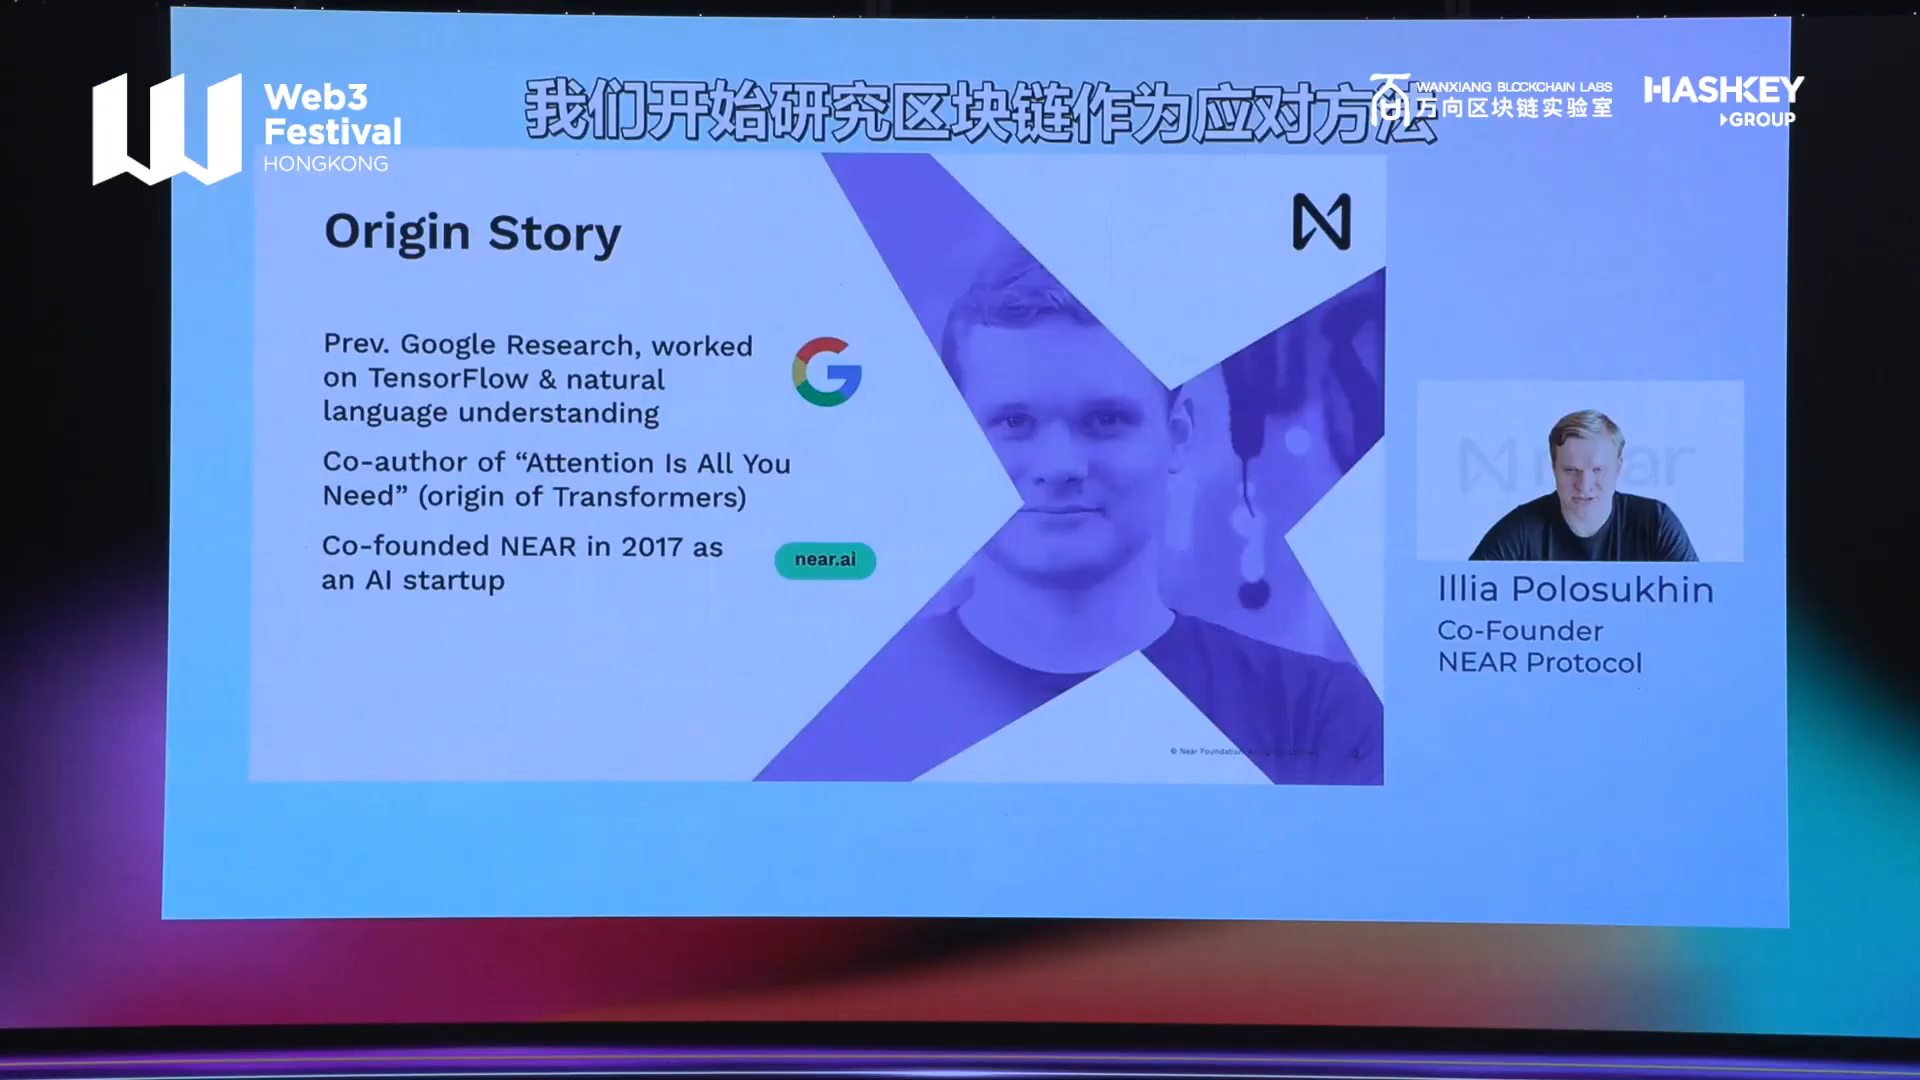 Web3
Festival
HONGKONG
我们开始研究区块链作为应对方法
WANXIANG BLOCKCHAIN LABS
万向区块链实验室
HASHKEY
GROUP
Origin Story
Prev. Google Research, worked
on TensorFlow & natural
language understanding
Co-author of “Attention Is All You
Need” (origin of Transformers)
Co-founded NEAR in 2017 as
an AI startup
near.ai
© Near Foundation
near
Illia Polosukhin
Co-Founder
NEAR Protocol